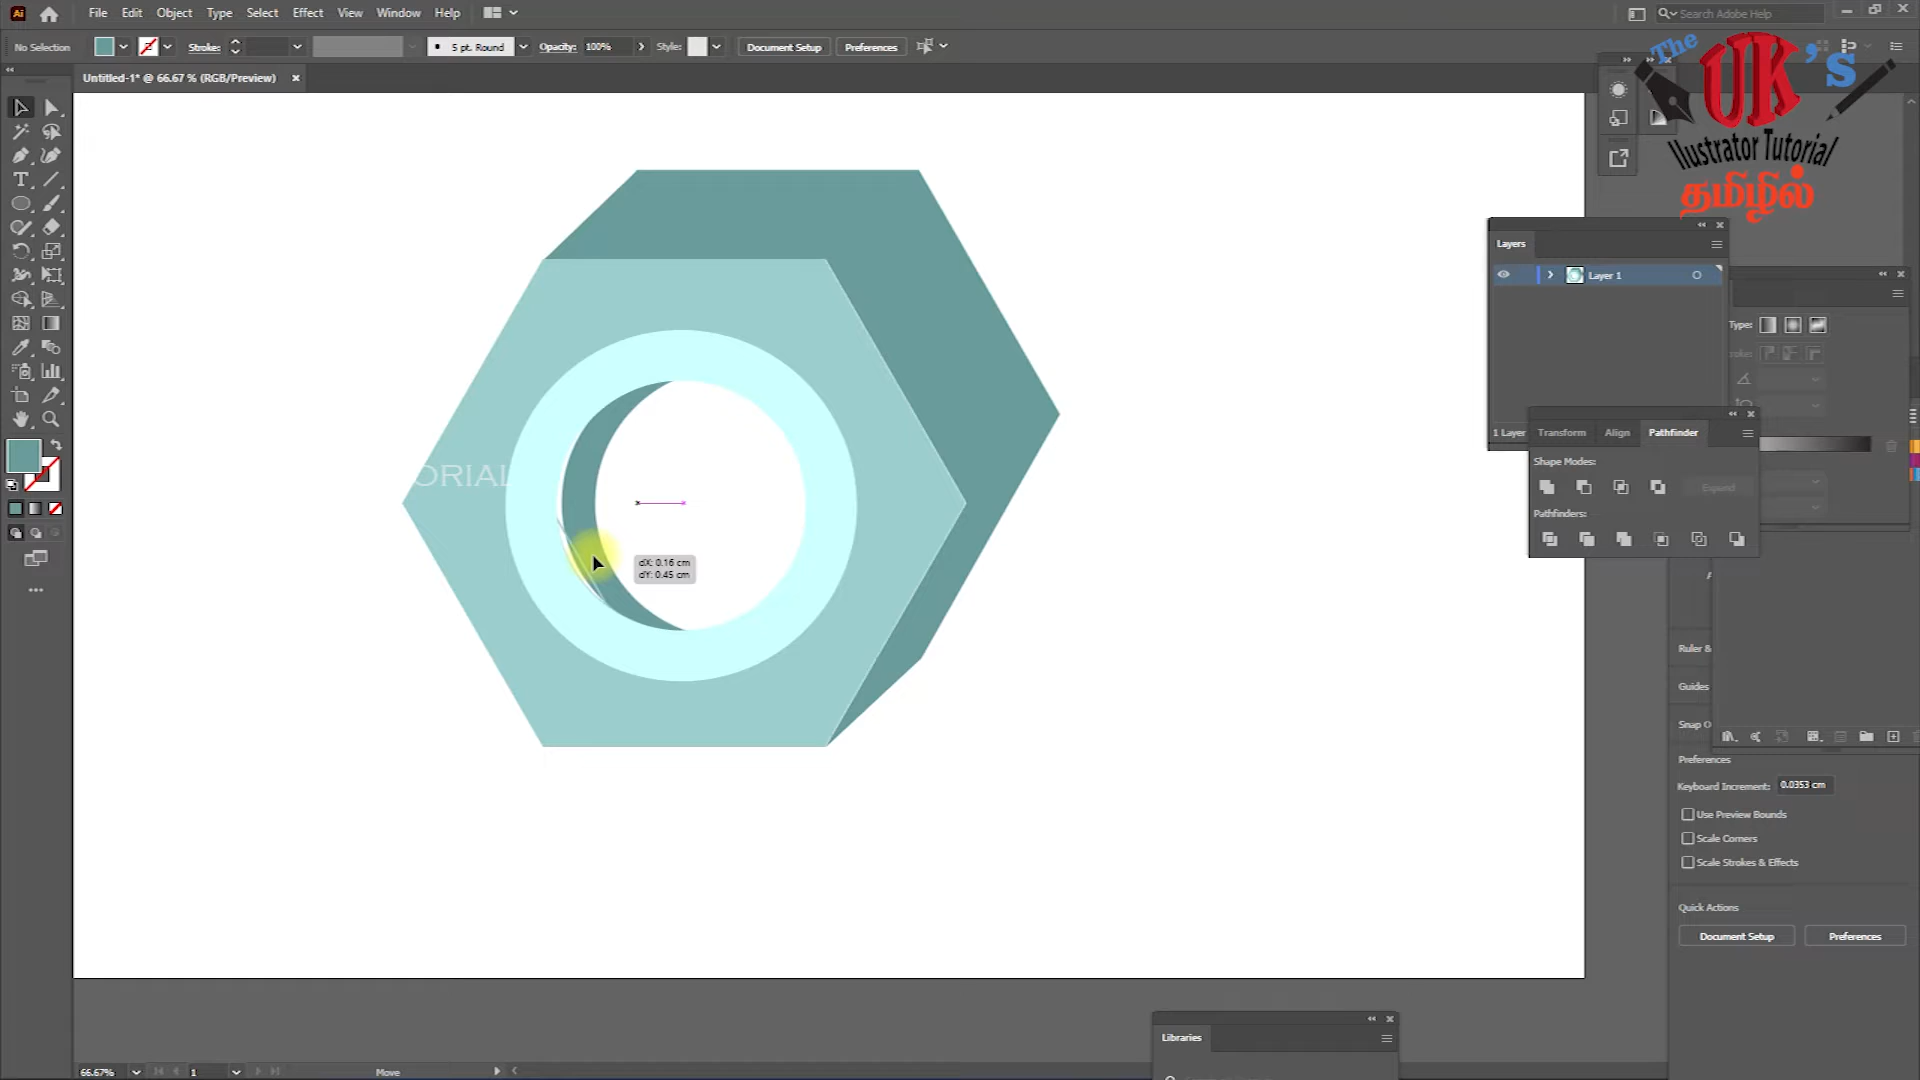 Ai File Edit Object Type Select Effect View Window Help Search Adobe Help
No Selection Stroke: 5 pt. Round Opacity: 100% Style: Document Setup Preferences
Untitled-1* @ 66.67 % (RGB/Preview)
The UK's
Ilustrator Tutorial
தமிழில்
Layers
Layer 1
Type:
1 Layer
Transform Align Pathfinder
Shape Modes:
Expand
Pathfinders:
ORIAL
dX: 0.16 cm
dY: 0.45 cm
Ruler &
Guides
Snap O
Preferences
Keyboard Increment: 0.0353 cm
Use Preview Bounds
Scale Corners
Scale Strokes & Effects
Quick Actions
Document Setup Preferences
Libraries
66.67% 1 Move